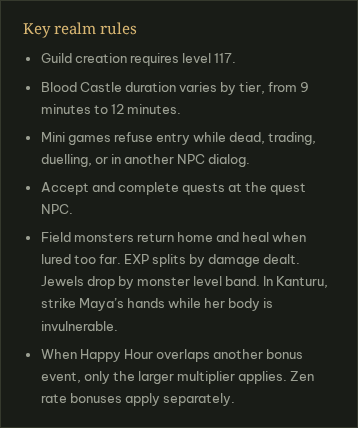 Key realm rules
• Guild creation requires level 117.
• Blood Castle duration varies by tier, from 9
minutes to 12 minutes.
• Mini games refuse entry while dead, trading,
duelling, or in another NPC dialog.
• Accept and complete quests at the quest
NPC.
• Field monsters return home and heal when
lured too far. EXP splits by damage dealt.
Jewels drop by monster level band. In Kanturu,
strike Maya's hands while her body is
invulnerable.
• When Happy Hour overlaps another bonus
event, only the larger multiplier applies. Zen
rate bonuses apply separately.